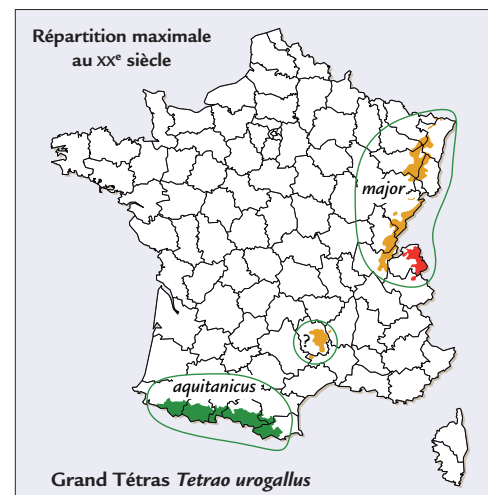 Répartition maximale
au XXe siècle
major
?
aquitanicus
Grand Tétras Tetrao urogallus